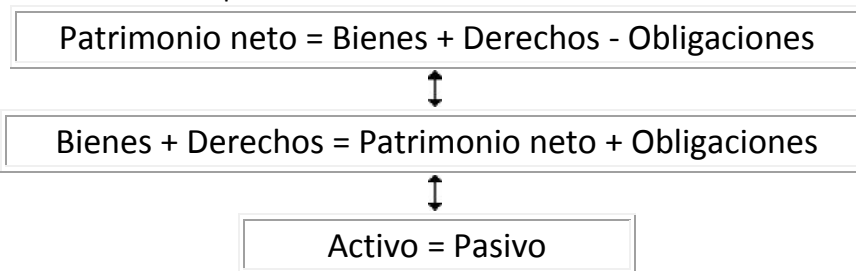 Patrimonio neto = Bienes + Derechos - Obligaciones
Bienes + Derechos = Patrimonio neto + Obligaciones
Activo = Pasivo